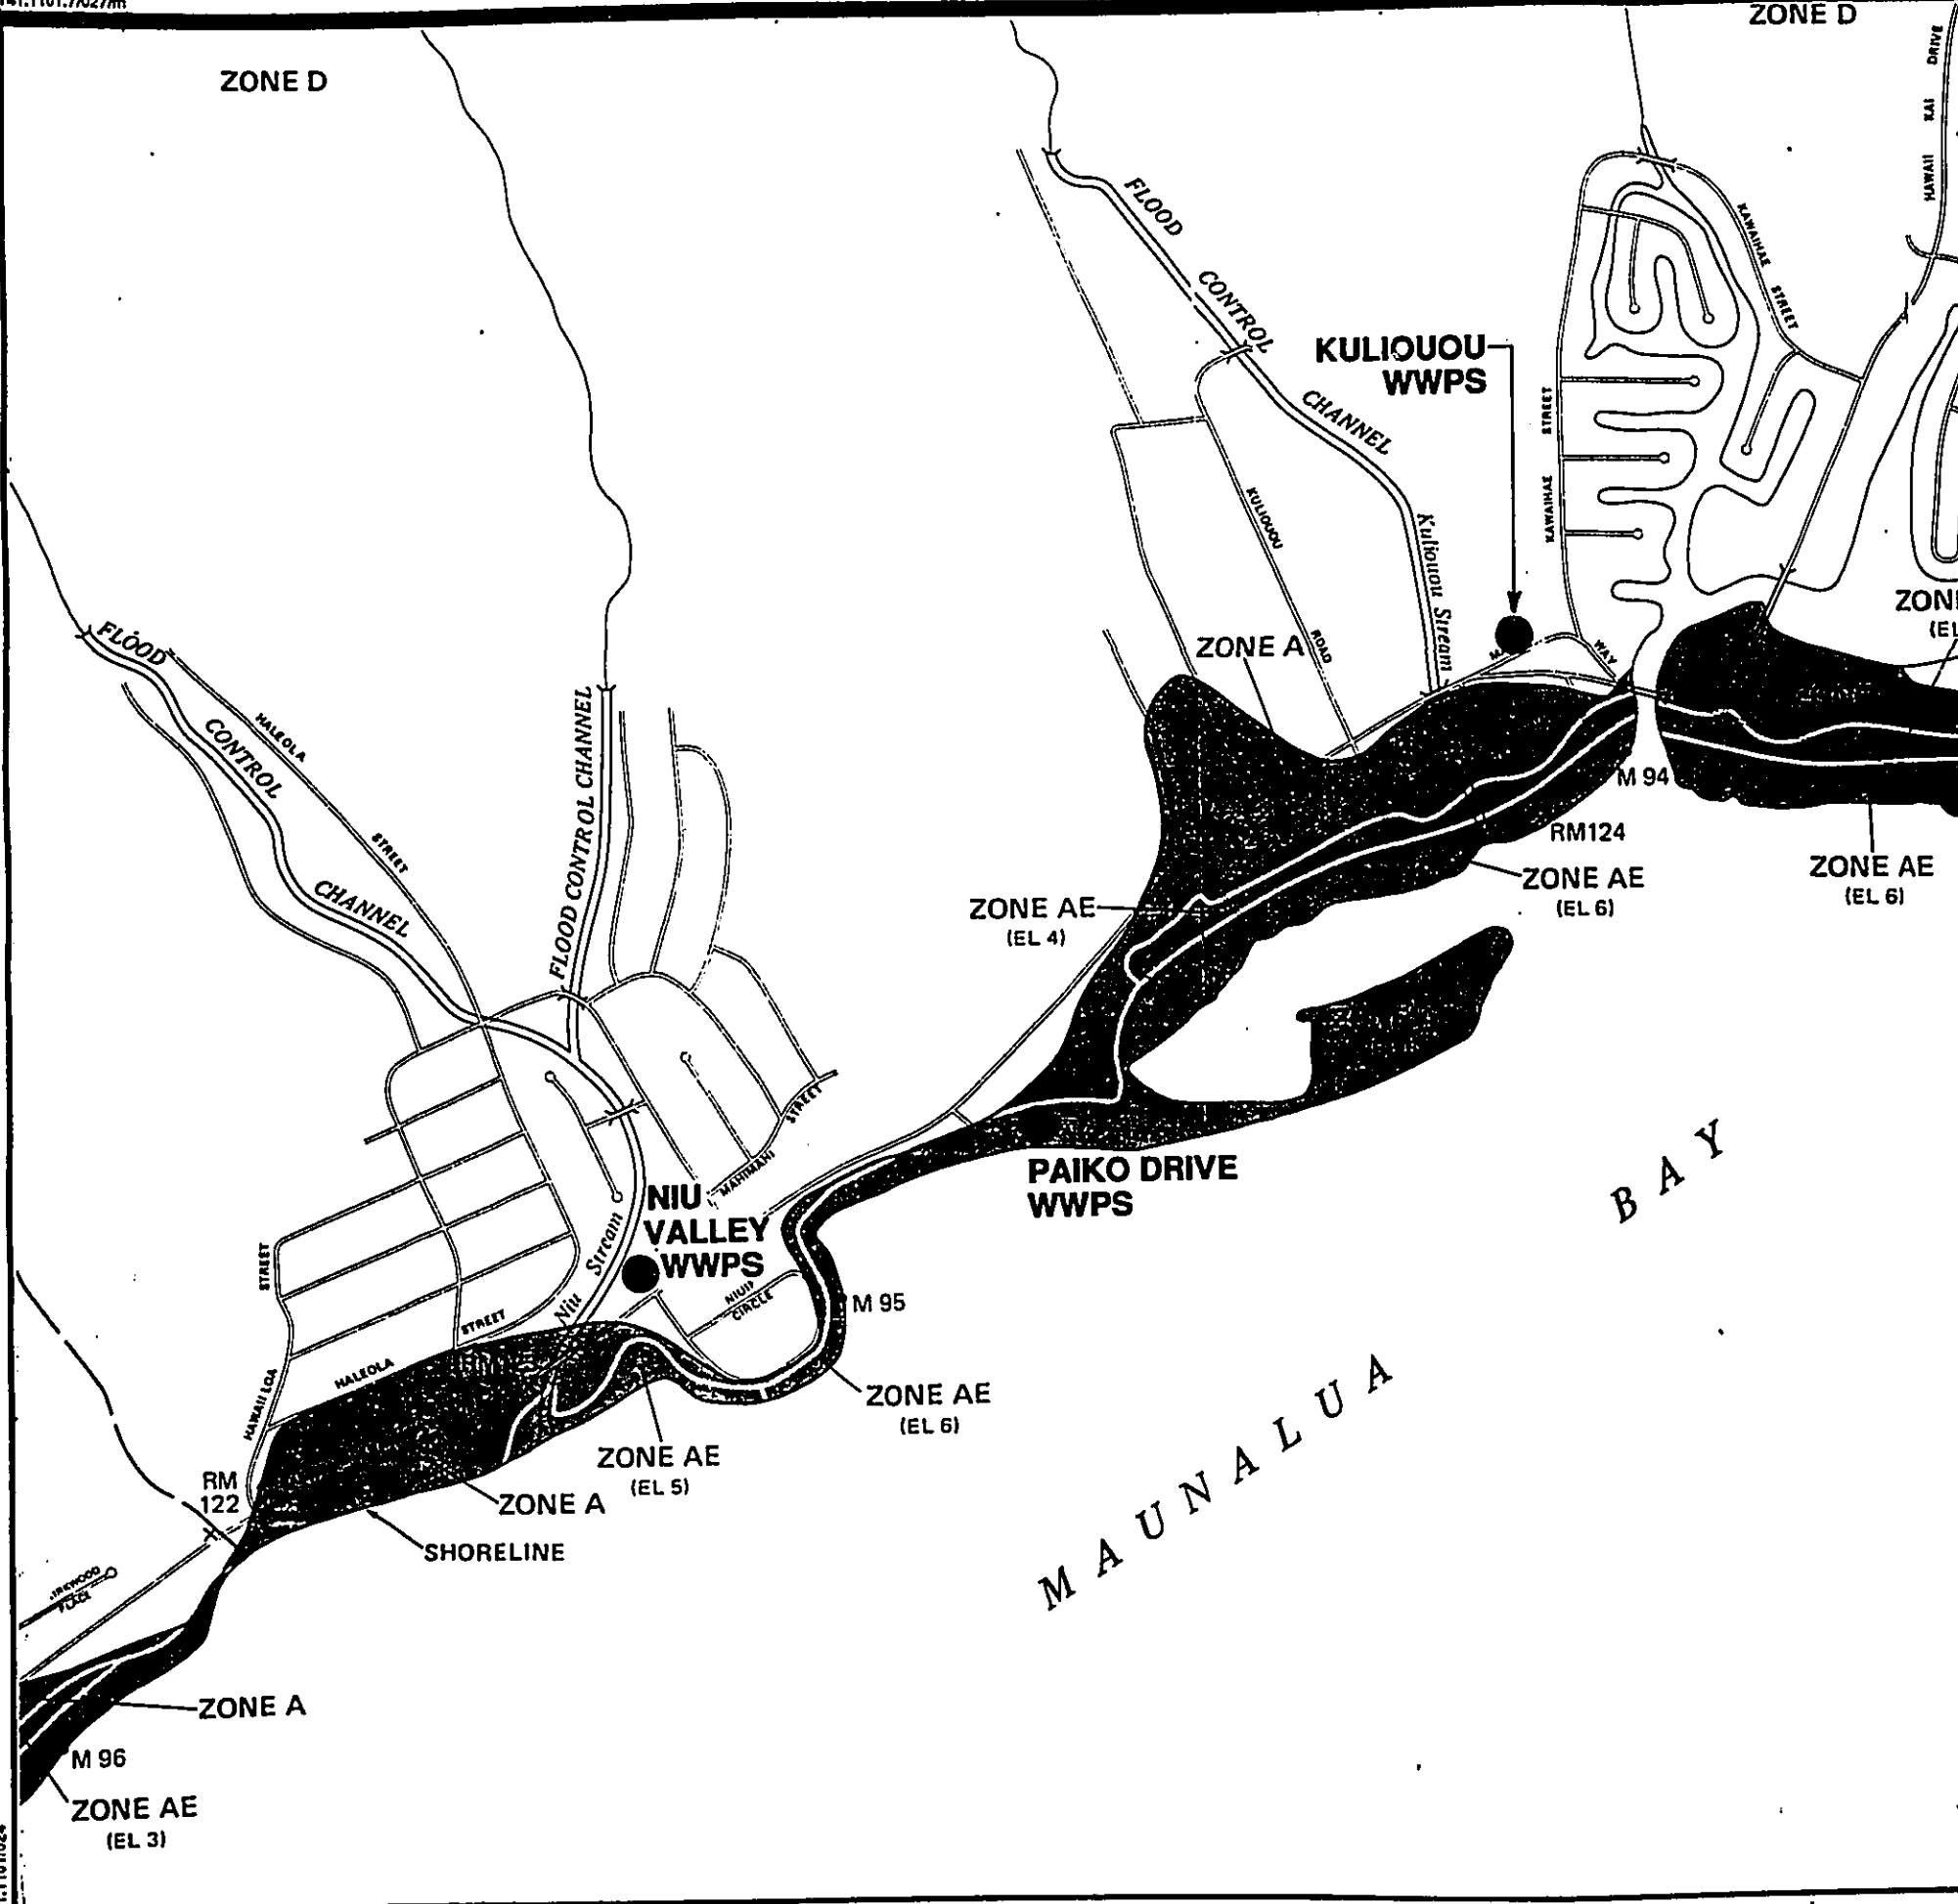 ZONE D
ZONE D
HAWAII KAI DRIVE
FLOOD CONTROL CHANNEL
KAWAIHAE STREET
KULIOUOU
WWPS
KAWAIHAE STREET
KULIOUOU ROAD
Kuliouou Stream
ZONE A
WAY
FLOOD CONTROL CHANNEL
HALEOLA STREET
FLOOD CONTROL CHANNEL
M 94
RM124
ZONE AE
(EL 6)
ZONE AE
(EL 6)
ZONE AE
(EL 4)
MAHIMAHI STREET
PAIKO DRIVE
WWPS
NIU
VALLEY
WWPS
Niu Stream
NIUIP
CIRCLE
M 95
STREET
HAWAII LOA
HALEOLA STREET
ZONE AE
(EL 6)
ZONE AE
(EL 5)
ZONE A
SHORELINE
RM
122
MAUNALUA BAY
PLACE
ZONE A
M 96
ZONE AE
(EL 3)